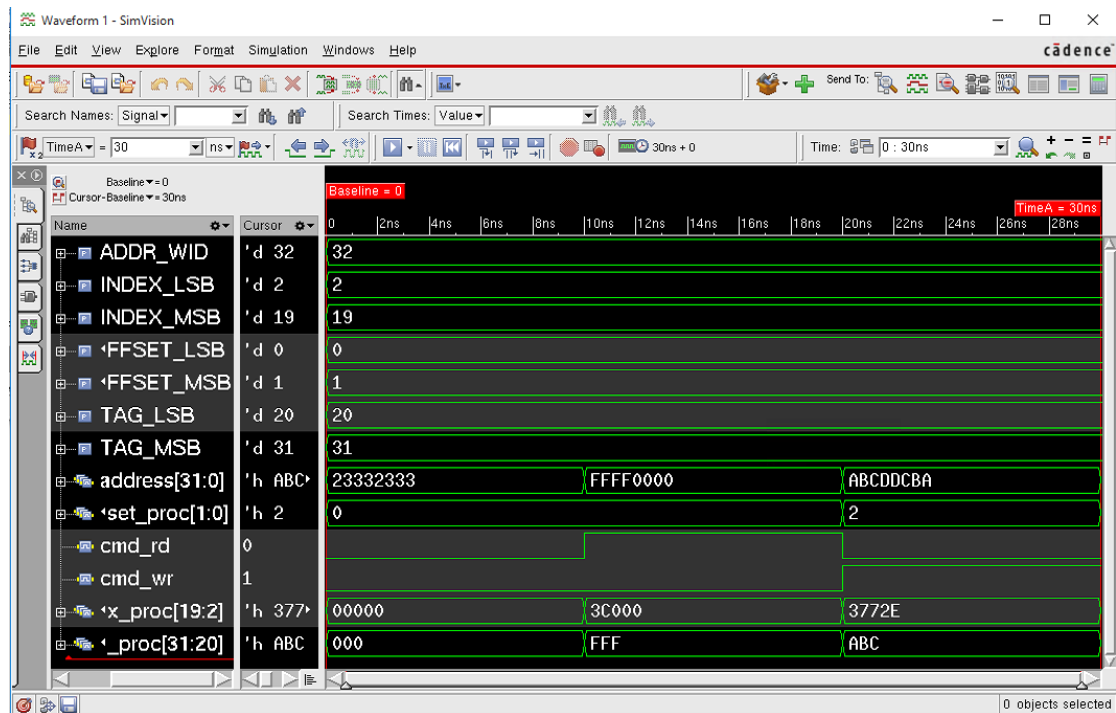 Waveform 1 - SimVision
File Edit View Explore Format Simulation Windows Help cādence
Send To:
Search Names: Signal Search Times: Value
x2 TimeA = 30 ns 30ns + 0 Time: 0 : 30ns
Baseline = 0
Cursor-Baseline = 30ns
Baseline = 0
TimeA = 30ns
Name Cursor 0 2ns 4ns 6ns 8ns 10ns 12ns 14ns 16ns 18ns 20ns 22ns 24ns 26ns 28ns
ADDR_WID 'd 32 32
INDEX_LSB 'd 2 2
INDEX_MSB 'd 19 19
FFSET_LSB 'd 0 0
FFSET_MSB 'd 1 1
TAG_LSB 'd 20 20
TAG_MSB 'd 31 31
address[31:0] 'h ABC 23332333 FFFF0000 ABCDDCBA
set_proc[1:0] 'h 2 0 2
cmd_rd 0
cmd_wr 1
x_proc[19:2] 'h 377 00000 3C000 3772E
_proc[31:20] 'h ABC 000 FFF ABC
0 objects selected